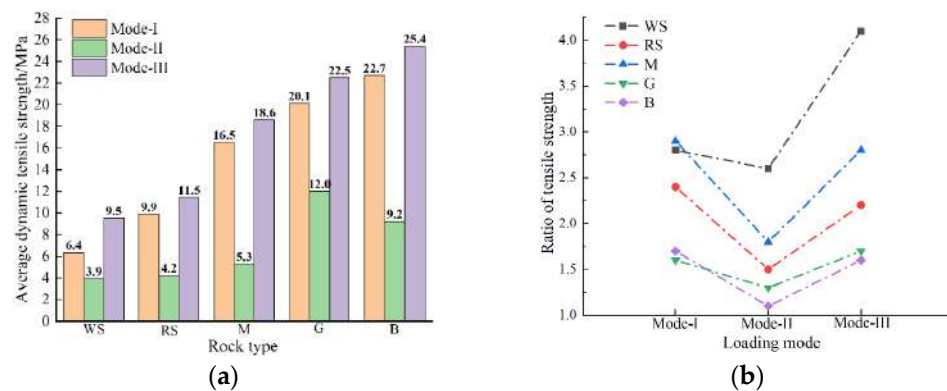 28
26
24
22
20
18
16
14
12
10
8
6
4
2
0
Average dynamic tensile strength/MPa
Mode-I
Mode-II
Mode-III
6.4
3.9
9.5
9.9
4.2
11.5
16.5
5.3
18.6
20.1
12.0
22.5
22.7
9.2
25.4
WS RS M G B
Rock type
(a)
4.0
3.5
3.0
2.5
2.0
1.5
1.0
Ratio of tensile strength
WS
RS
M
G
B
Mode-I Mode-II Mode-III
Loading mode
(b)